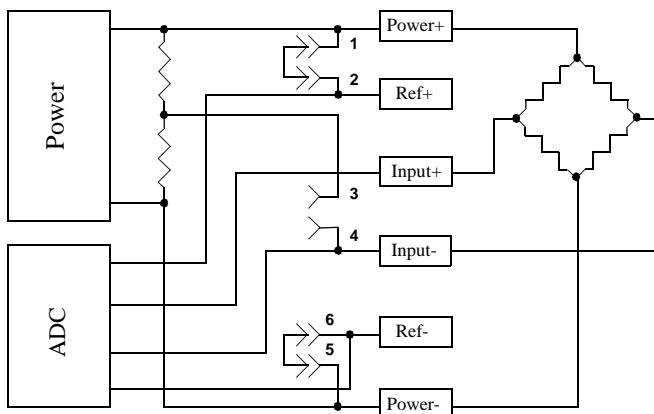 Power
ADC
1
2
3
4
6
5
Power+
Ref+
Input+
Input-
Ref-
Power-